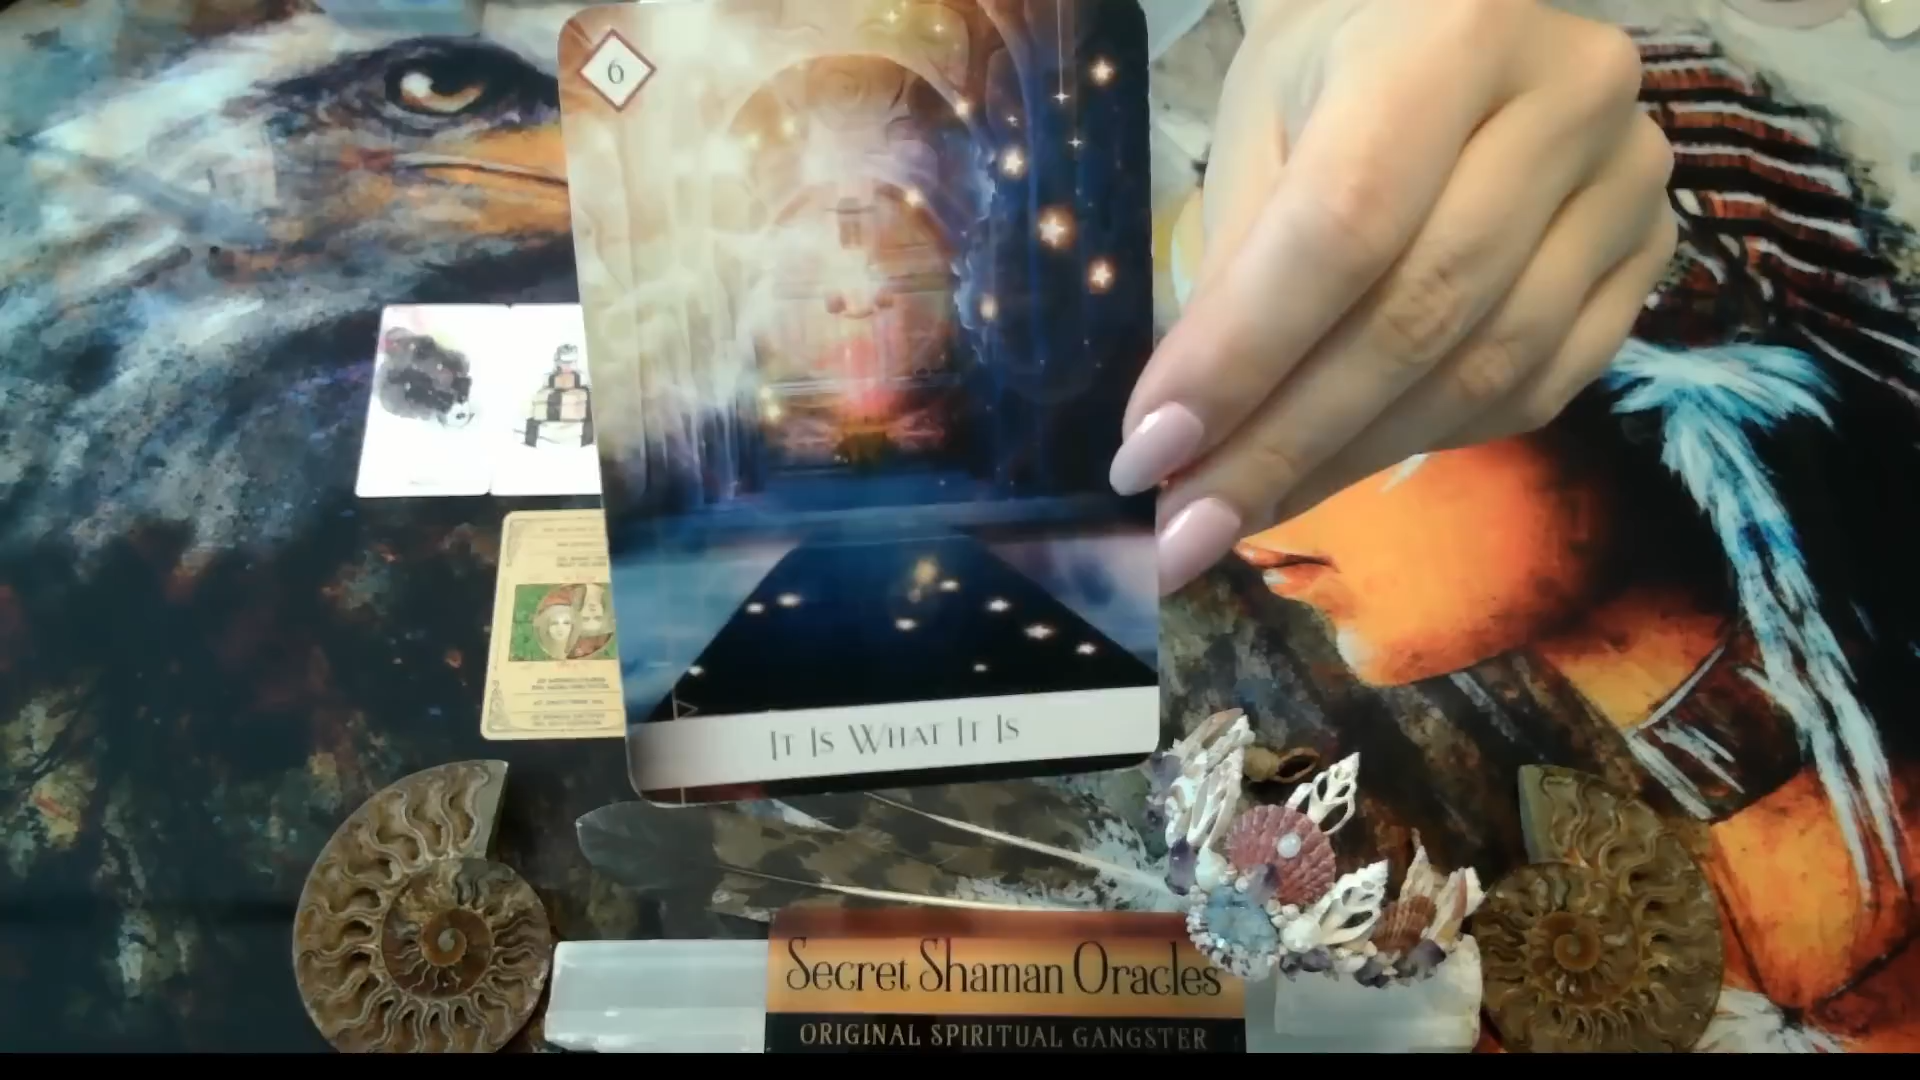 6
IT IS WHAT IT IS
Secret Shaman Oracles
ORIGINAL SPIRITUAL GANGSTER